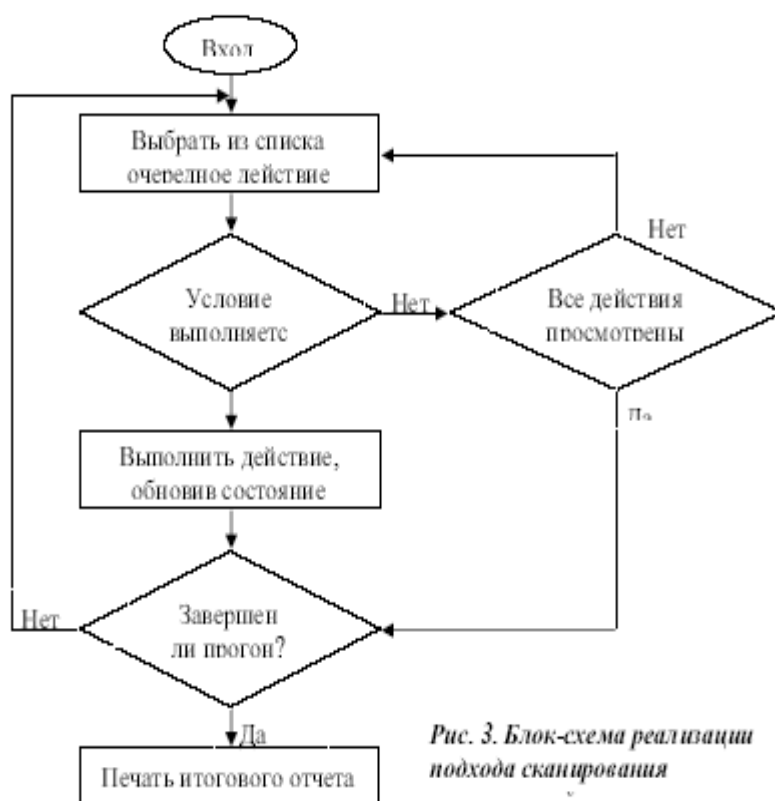 Вход
Выбрать из списка
очередное действие
Нет
Условие
выполняетс
Нет
Все действия
просмотрены
Да
Выполнить действие,
обновив состояние
Нет
Завершен
ли прогон?
Да
Печать итогового отчета
Рис. 3. Блок-схема реализации
подхода сканирования